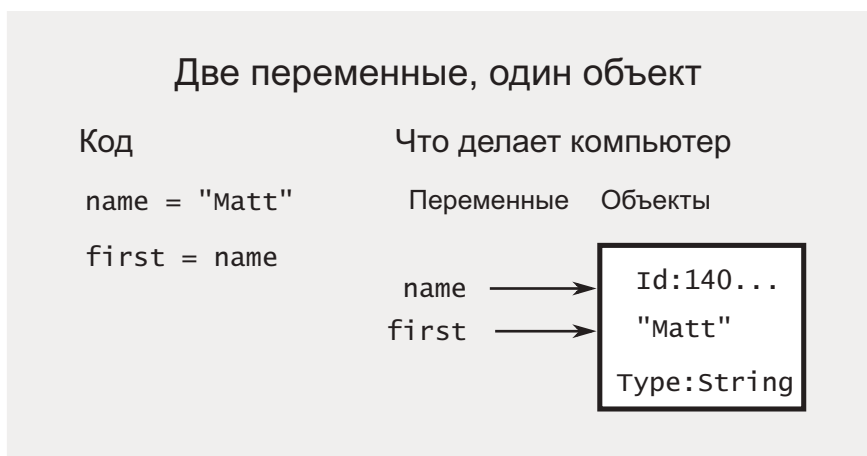 Две переменные, один объект
Код
Что делает компьютер
name = "Matt"
Переменные
Объекты
first = name
name
Id:140...
first
"Matt"
Type:String